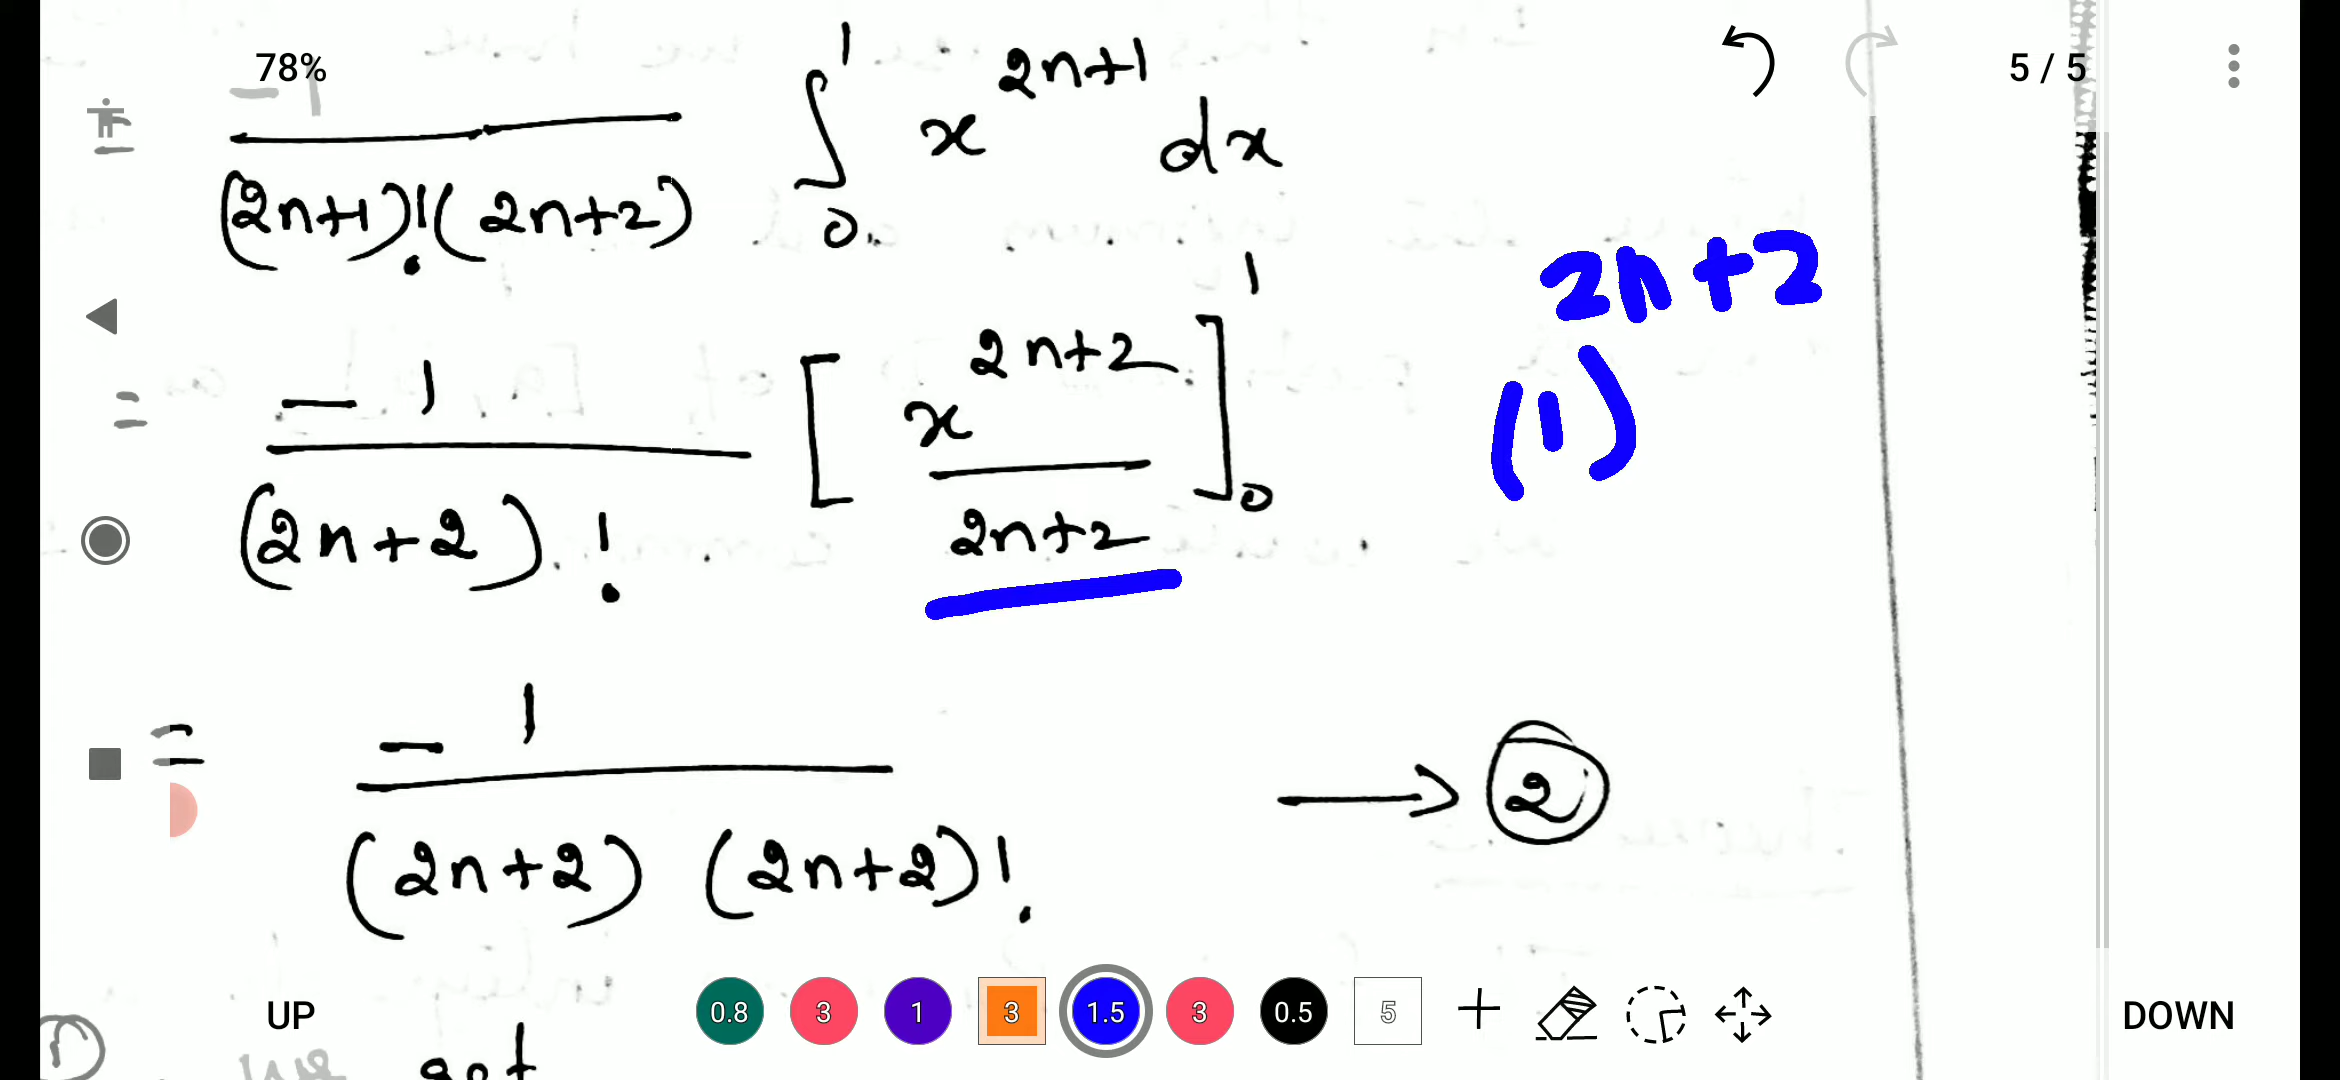 78%
5 / 5
= -1 / (2n+1)!(2n+2) ∫₀¹ x^(2n+1) dx
= -1 / (2n+2)! [ x^(2n+2) / 2n+2 ]₀¹
(1)^(2n+2)
= -1 / (2n+2) (2n+2)! → ②
UP 0.8 3 1 3 1.5 3 0.5 5 DOWN
get